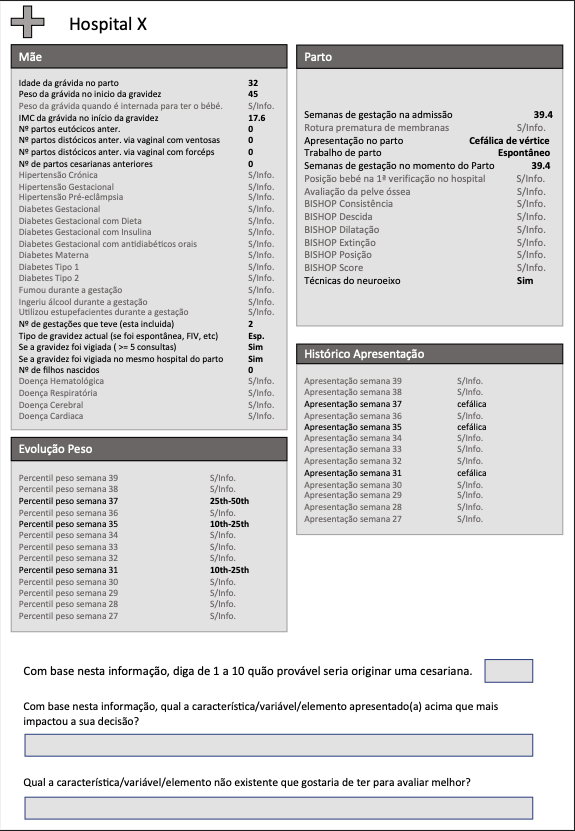 Hospital X
Mãe
Idade da grávida no parto 32
Peso da grávida no inicio da gravidez 45
Peso da grávida quando é internada para ter o bébé. S/Info.
IMC da grávida no início da gravidez 17.6
Nº partos eutócicos anter. 0
Nº partos distócicos anter. via vaginal com ventosas 0
Nº partos distócicos anter. via vaginal com forcéps 0
Nº de partos cesarianas anteriores 0
Hipertensão Crónica S/Info.
Hipertensão Gestacional S/Info.
Hipertensão Pré-eclâmpsia S/Info.
Diabetes Gestacional S/Info.
Diabetes Gestacional com Dieta S/Info.
Diabetes Gestacional com Insulina S/Info.
Diabetes Gestacional com antidiabéticos orais S/Info.
Diabetes Materna S/Info.
Diabetes Tipo 1 S/Info.
Diabetes Tipo 2 S/Info.
Fumou durante a gestação S/Info.
Ingeriu álcool durante a gestação S/Info.
Utilizou estupefacientes durante a gestação S/Info.
Nº de gestações que teve (esta incluida) 2
Tipo de gravidez actual (se foi espontânea, FIV, etc) Esp.
Se a gravidez foi vigiada ( >= 5 consultas) Sim
Se a gravidez foi vigiada no mesmo hospital do parto Sim
Nº de filhos nascidos 0
Doença Hematológica S/Info.
Doença Respiratória S/Info.
Doença Cerebral S/Info.
Doença Cardiaca S/Info.
Evolução Peso
Percentil peso semana 39 S/Info.
Percentil peso semana 38 S/Info.
Percentil peso semana 37 25th-50th
Percentil peso semana 36 S/Info.
Percentil peso semana 35 10th-25th
Percentil peso semana 34 S/Info.
Percentil peso semana 33 S/Info.
Percentil peso semana 32 S/Info.
Percentil peso semana 31 10th-25th
Percentil peso semana 30 S/Info.
Percentil peso semana 29 S/Info.
Percentil peso semana 28 S/Info.
Percentil peso semana 27 S/Info.
Parto
Semanas de gestação na admissão 39.4
Rotura prematura de membranas S/Info.
Apresentação no parto Cefálica de vértice
Trabalho de parto Espontâneo
Semanas de gestação no momento do Parto 39.4
Posição bebé na 1ª verificação no hospital S/Info.
Avaliação da pelve óssea S/Info.
BISHOP Consistência S/Info.
BISHOP Descida S/Info.
BISHOP Dilatação S/Info.
BISHOP Extinção S/Info.
BISHOP Posição S/Info.
BISHOP Score S/Info.
Técnicas do neuroeixo Sim
Histórico Apresentação
Apresentação semana 39 S/Info.
Apresentação semana 38 S/Info.
Apresentação semana 37 cefálica
Apresentação semana 36 S/Info.
Apresentação semana 35 cefálica
Apresentação semana 34 S/Info.
Apresentação semana 33 S/Info.
Apresentação semana 32 S/Info.
Apresentação semana 31 cefálica
Apresentação semana 30 S/Info.
Apresentação semana 29 S/Info.
Apresentação semana 28 S/Info.
Apresentação semana 27 S/Info.
Com base nesta informação, diga de 1 a 10 quão provável seria originar uma cesariana.
Com base nesta informação, qual a característica/variável/elemento apresentado(a) acima que mais
impactou a sua decisão?
Qual a característica/variável/elemento não existente que gostaria de ter para avaliar melhor?